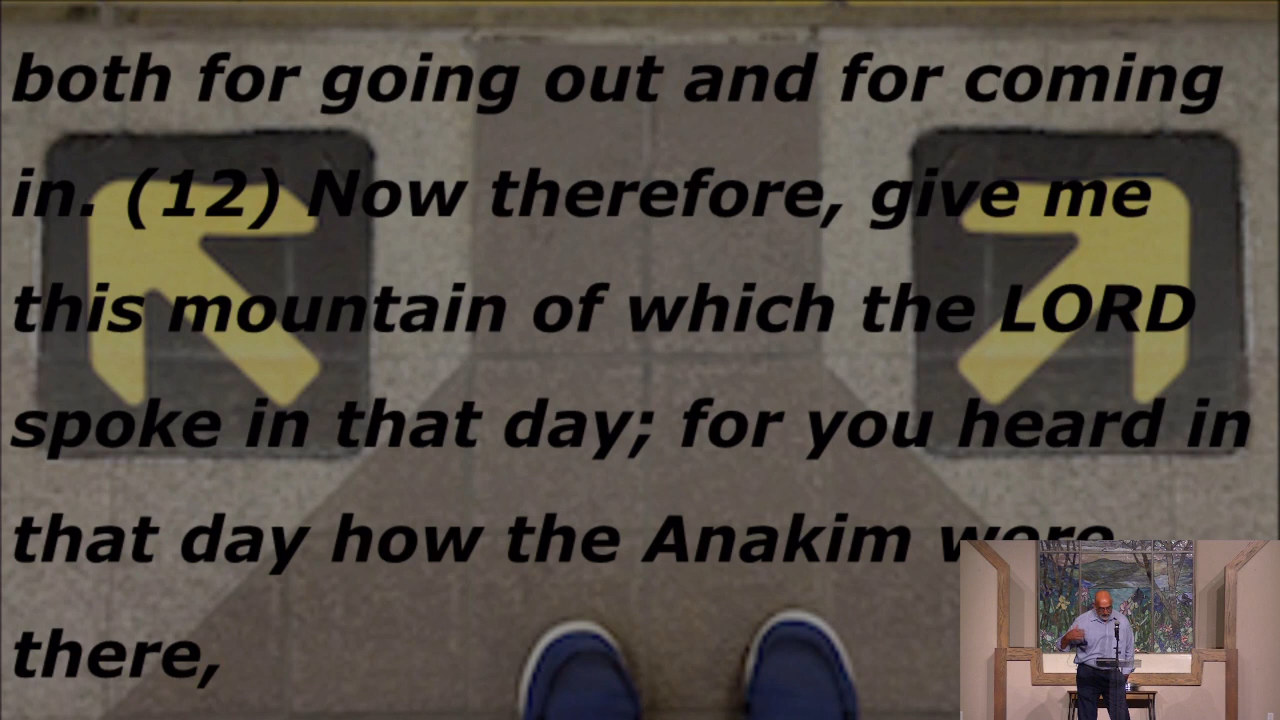 both for going out and for coming
in. (12) Now therefore, give me
this mountain of which the LORD
spoke in that day; for you heard in
that day how the Anakim were
there,